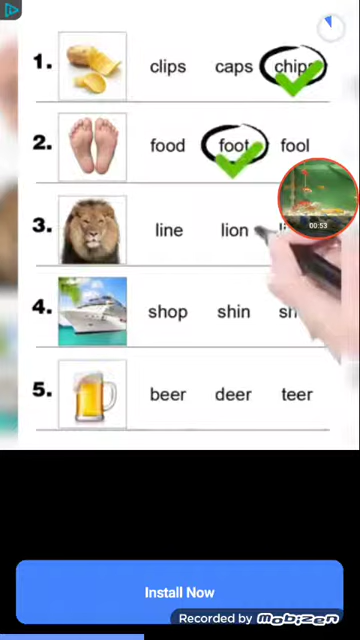 1. clips caps chips
2. food foot fool
00:53
3. line lion
4. shop shin
5. beer deer teer
Install Now
Recorded by Mobizen